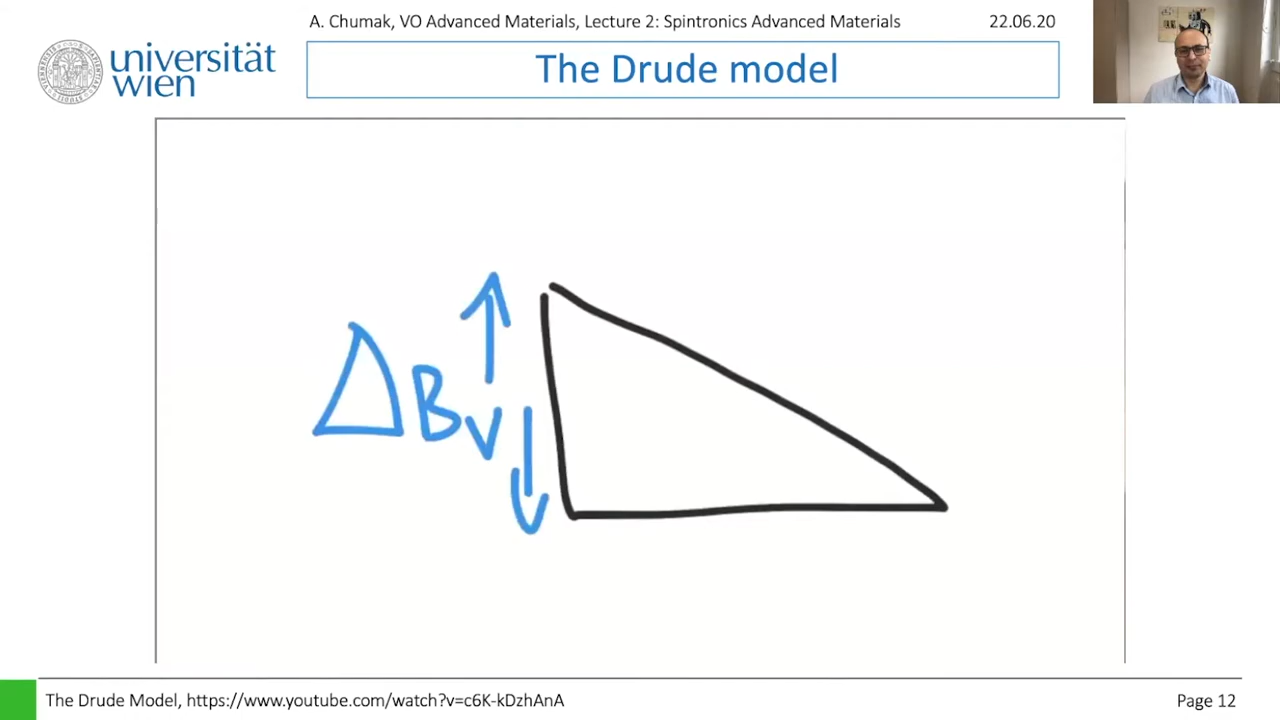 A. Chumak, VO Advanced Materials, Lecture 2: Spintronics Advanced Materials 22.06.20
universität
wien
The Drude model
ΔBv
The Drude Model, https://www.youtube.com/watch?v=c6K-kDzhAnA Page 12